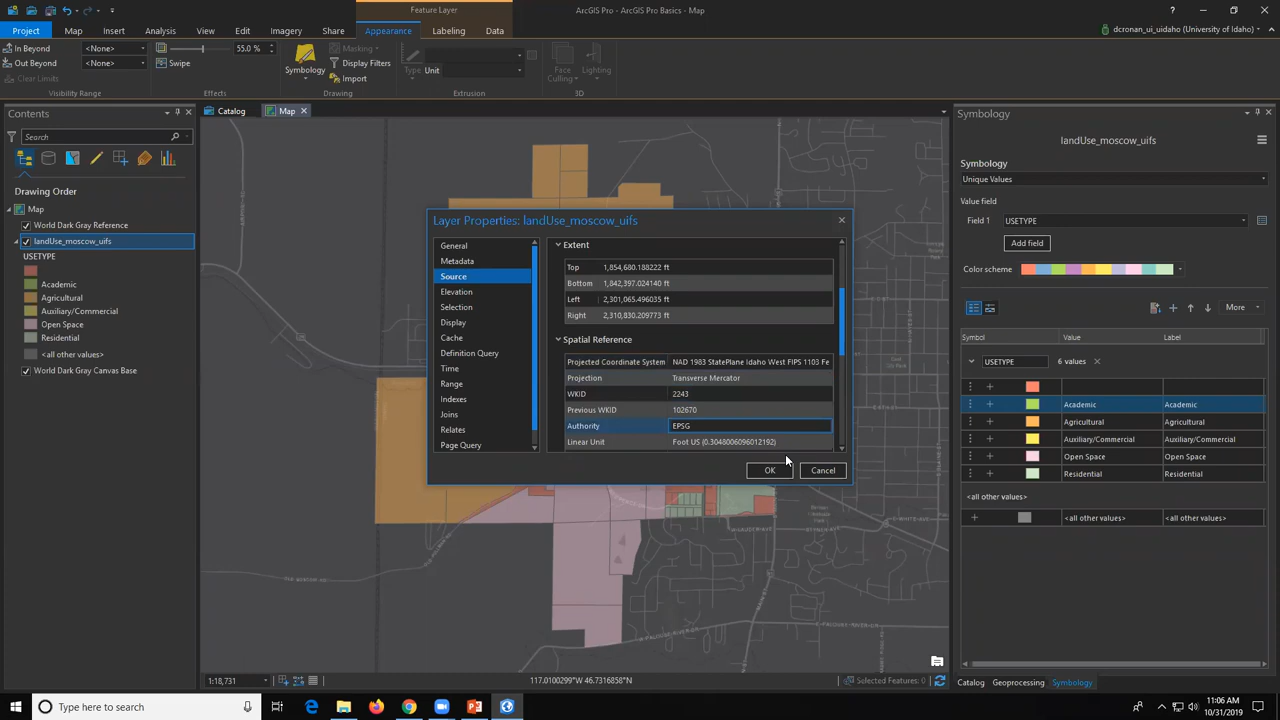 Feature Layer
ArcGIS Pro - ArcGIS Pro Basics - Map
?
Project
Map
Insert
Analysis
View
Edit
Imagery
Share
Appearance
Labeling
Data
dcronan_ui_uidaho (University of Idaho)
In Beyond
<None>
Out Beyond
<None>
Clear Limits
Visibility Range
55.0 %
Swipe
Effects
Symbology
Masking
Display Filters
Import
Drawing
Type
Unit
Extrusion
Face
Culling
Lighting
3D
Contents
Search
Drawing Order
Map
World Dark Gray Reference
landUse_moscow_uifs
USETYPE
Academic
Agricultural
Auxiliary/Commercial
Open Space
Residential
<all other values>
World Dark Gray Canvas Base
Catalog
Map
Layer Properties: landUse_moscow_uifs
General
Metadata
Source
Elevation
Selection
Display
Cache
Definition Query
Time
Range
Indexes
Joins
Relates
Page Query
Extent
Top 1,854,680.188222 ft
Bottom 1,842,397.024140 ft
Left 2,301,065.496035 ft
Right 2,310,830.209773 ft
Spatial Reference
Projected Coordinate System NAD 1983 StatePlane Idaho West FIPS 1103 Fe
Projection Transverse Mercator
WKID 2243
Previous WKID 102670
Authority EPSG
Linear Unit Foot US (0.3048006096012192)
OK
Cancel
1:18,731
117.0100299°W 46.7316858°N
Selected Features: 0
Symbology
landUse_moscow_uifs
Symbology
Unique Values
Value field
Field 1 USETYPE
Add field
Color scheme
More
Symbol Value Label
USETYPE 6 values
Academic Academic
Agricultural Agricultural
Auxiliary/Commercial Auxiliary/Commercial
Open Space Open Space
Residential Residential
<all other values>
<all other values> <all other values>
Catalog Geoprocessing Symbology
Type here to search
11:06 AM
10/31/2019